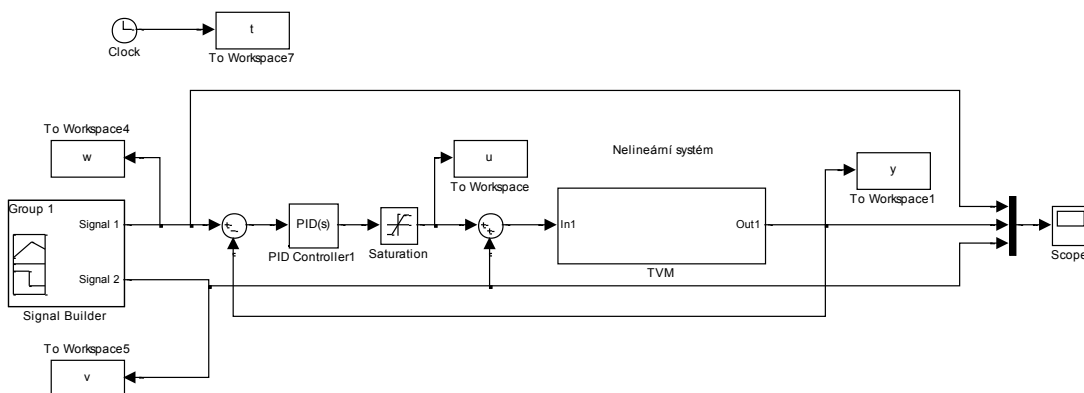 t
Clock
To Workspace7
To Workspace4
w
Nelineární systém
u
To Workspace
y
To Workspace1
Group 1
Signal 1
PID(s)
PID Controller1
Saturation
In1
Out1
TVM
Scope
Signal 2
Signal Builder
To Workspace5
v